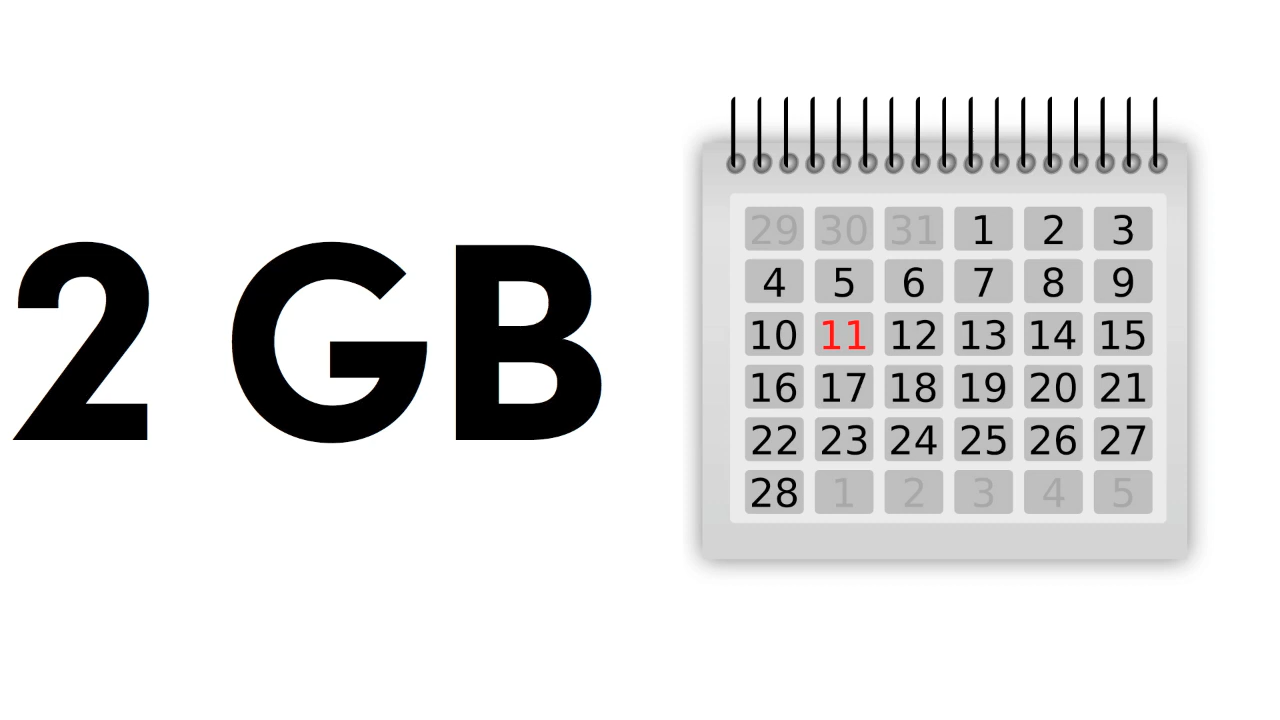 2 GB
29 30 31 1 2 3
4 5 6 7 8 9
10 11 12 13 14 15
16 17 18 19 20 21
22 23 24 25 26 27
28 1 2 3 4 5